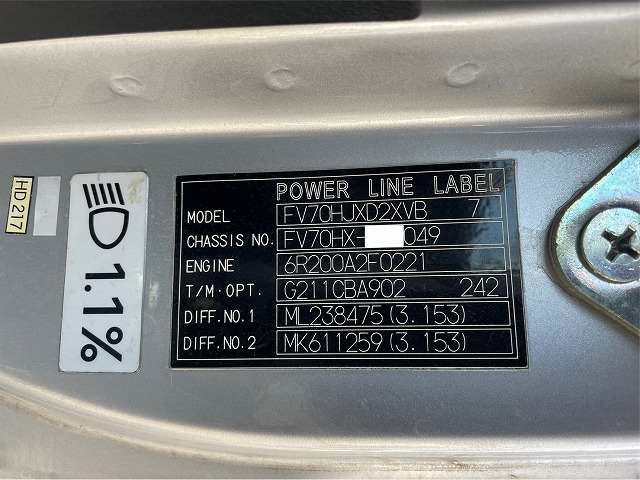 HD217
1.1%
POWER LINE LABEL
MODEL FV70HJXD2XVB 7
CHASSIS NO. FV70HX- 049
ENGINE 6R200A2F0221
T/M·OPT. G211CBA902 242
DIFF.NO.1 ML238475(3.153)
DIFF.NO.2 MK611259(3.153)